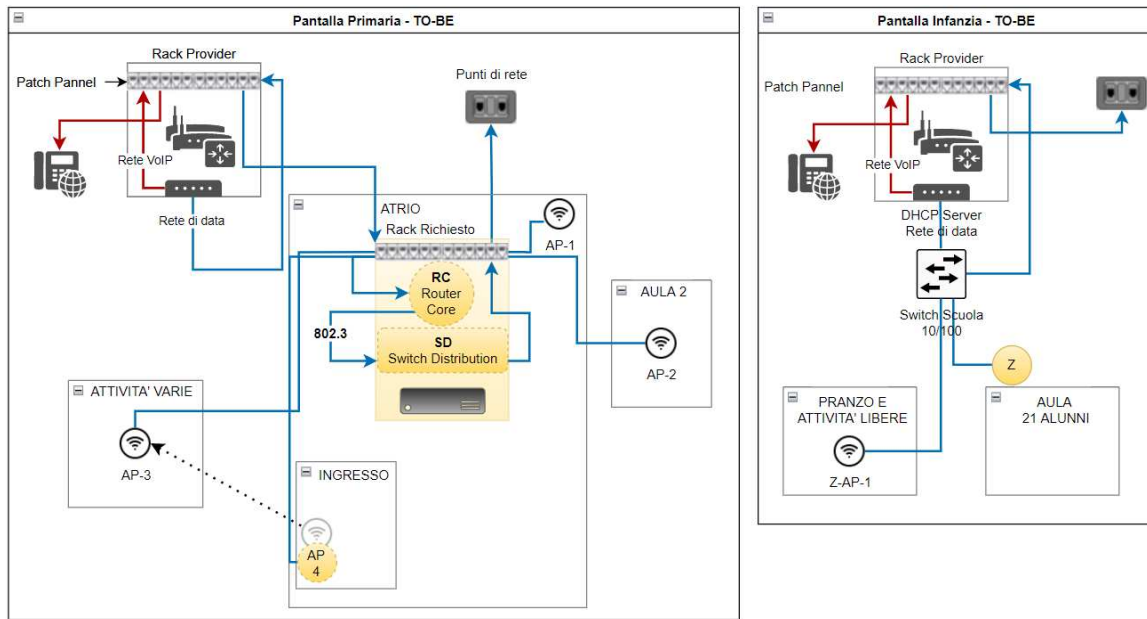 Pantalla Primaria - TO-BE
Rack Provider
Patch Pannel
Rete VoIP
Rete di data
Punti di rete
ATRIO
Rack Richiesto
AP-1
RC
Router
Core
802.3
SD
Switch Distribution
AULA 2
AP-2
ATTIVITA' VARIE
AP-3
INGRESSO
AP
4
Pantalla Infanzia - TO-BE
Rack Provider
Patch Pannel
Rete VoIP
DHCP Server
Rete di data
Switch Scuola
10/100
Z
PRANZO E
ATTIVITA' LIBERE
Z-AP-1
AULA
21 ALUNNI